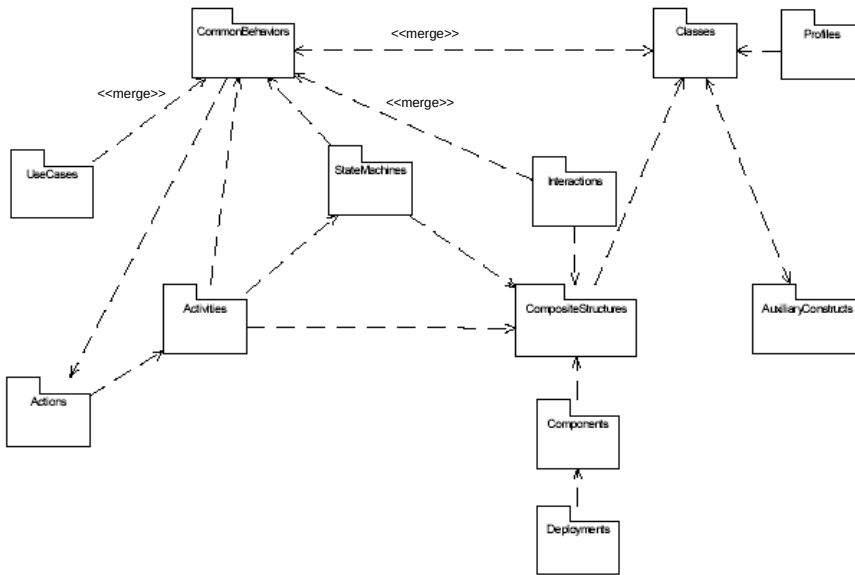 CommonBehaviors
<<merge>>
Classes
Profiles
<<merge>>
<<merge>>
UseCases
StateMachines
Interactions
Activities
CompositeStructures
AuxiliaryConstructs
Actions
Components
Deployments